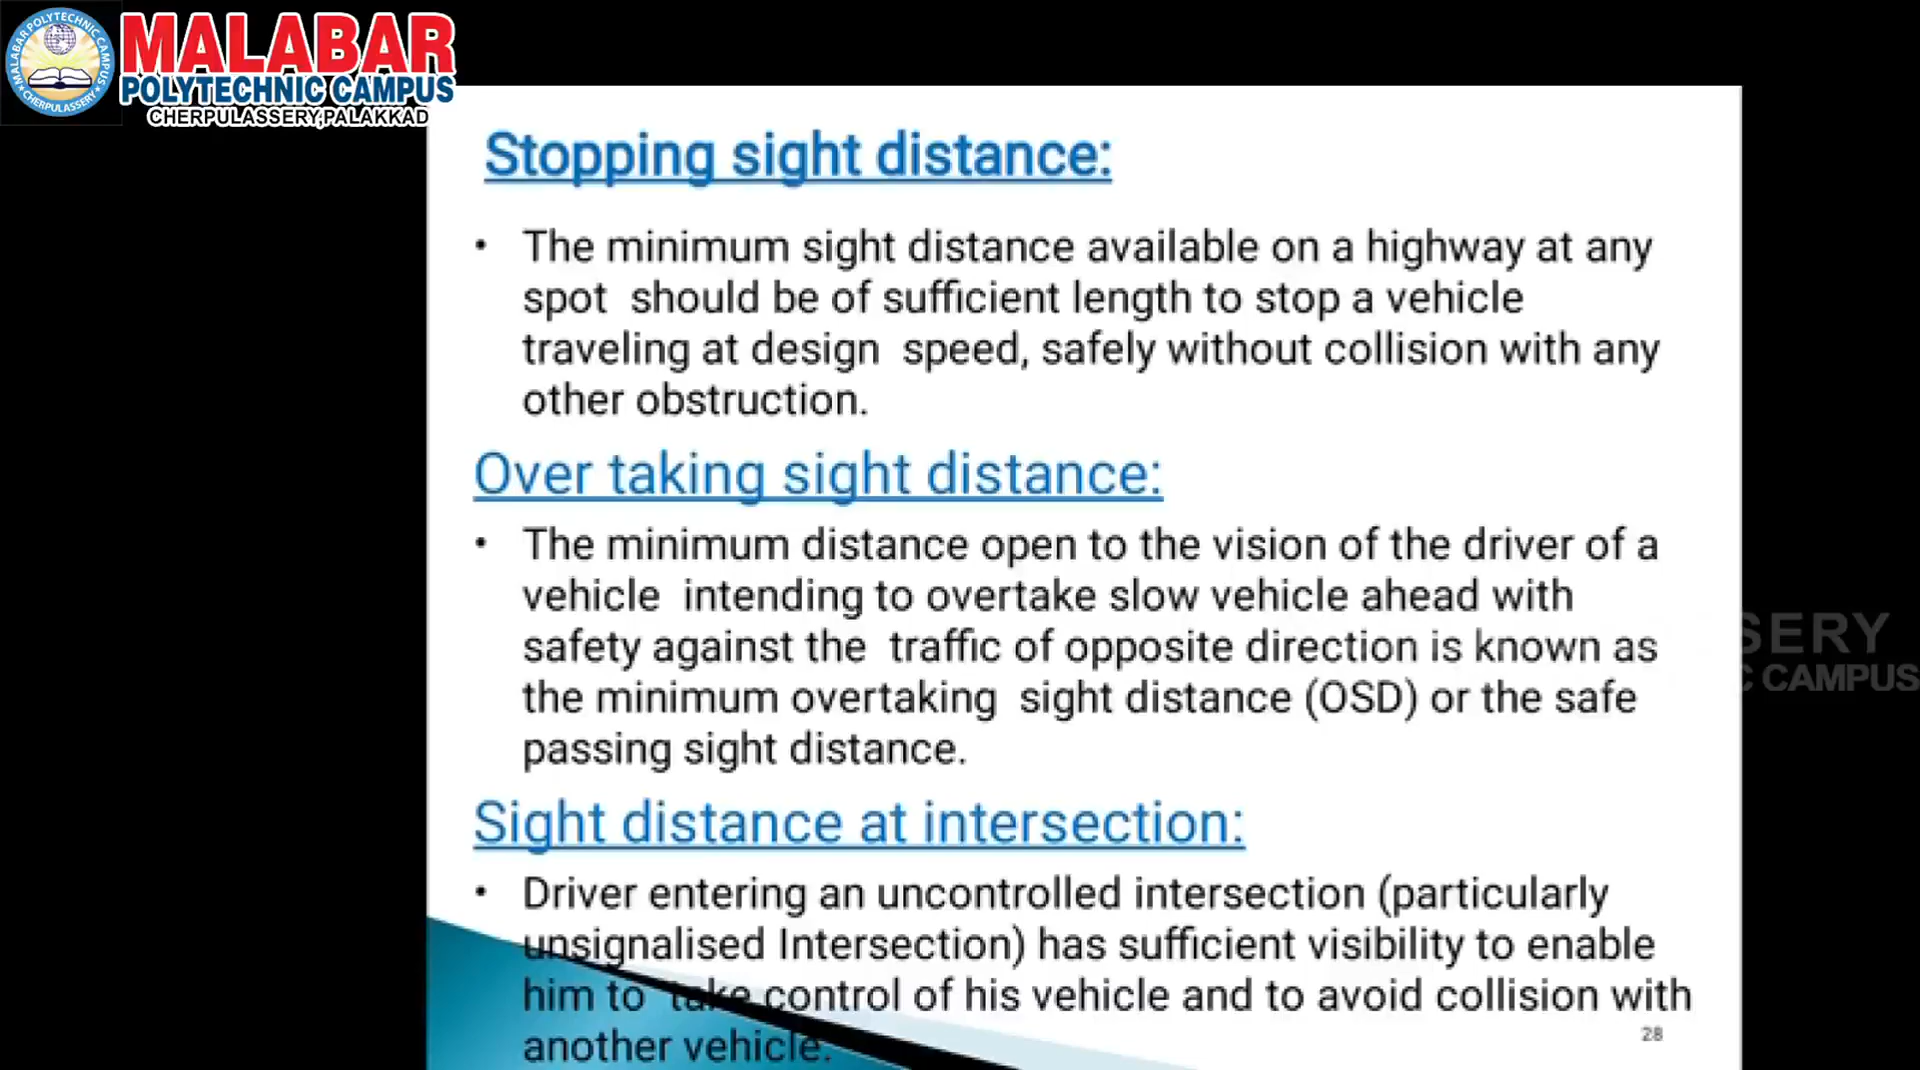 MALABAR POLYTECHNIC CAMPUS
CHERPULASSERY
MALABAR
POLYTECHNIC CAMPUS
CHERPULASSERY,PALAKKAD
Stopping sight distance:
• The minimum sight distance available on a highway at any
spot should be of sufficient length to stop a vehicle
traveling at design speed, safely without collision with any
other obstruction.
Over taking sight distance:
• The minimum distance open to the vision of the driver of a
vehicle intending to overtake slow vehicle ahead with
safety against the traffic of opposite direction is known as
the minimum overtaking sight distance (OSD) or the safe
passing sight distance.
Sight distance at intersection:
• Driver entering an uncontrolled intersection (particularly
unsignalised Intersection) has sufficient visibility to enable
him to take control of his vehicle and to avoid collision with
another vehicle.
28
SERY
C CAMPUS